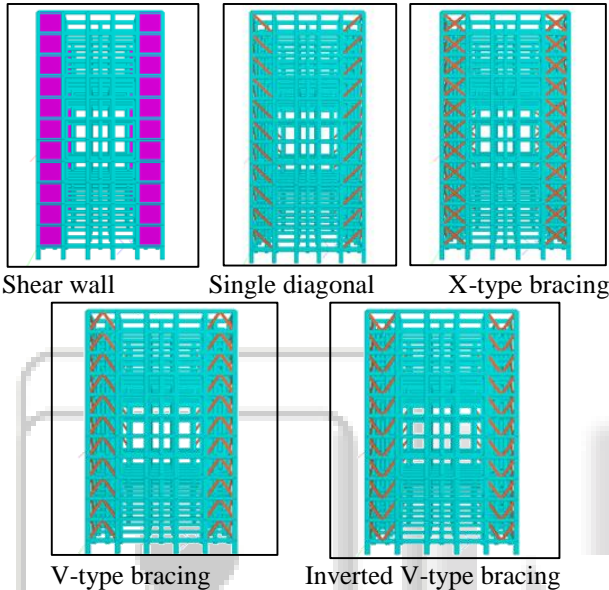 Shear wall
Single diagonal
X-type bracing
V-type bracing
Inverted V-type bracing